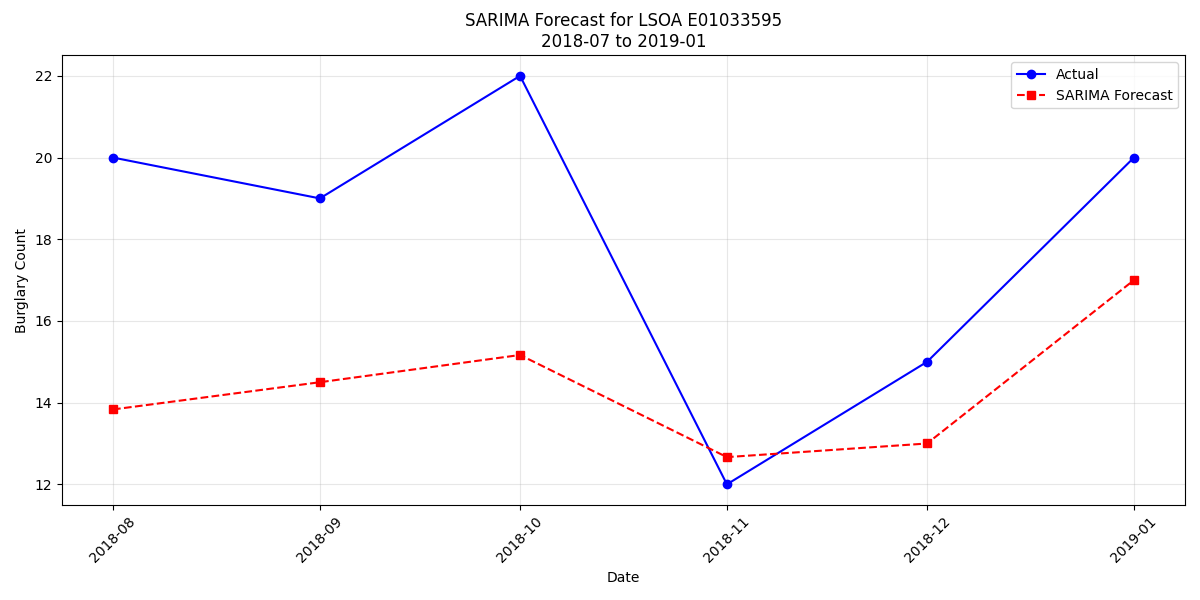 SARIMA Forecast for LSOA E01033595
2018-07 to 2019-01
Actual
SARIMA Forecast
Burglary Count
22
20
18
16
14
12
2018-08
2018-09
2018-10
2018-11
2018-12
2019-01
Date